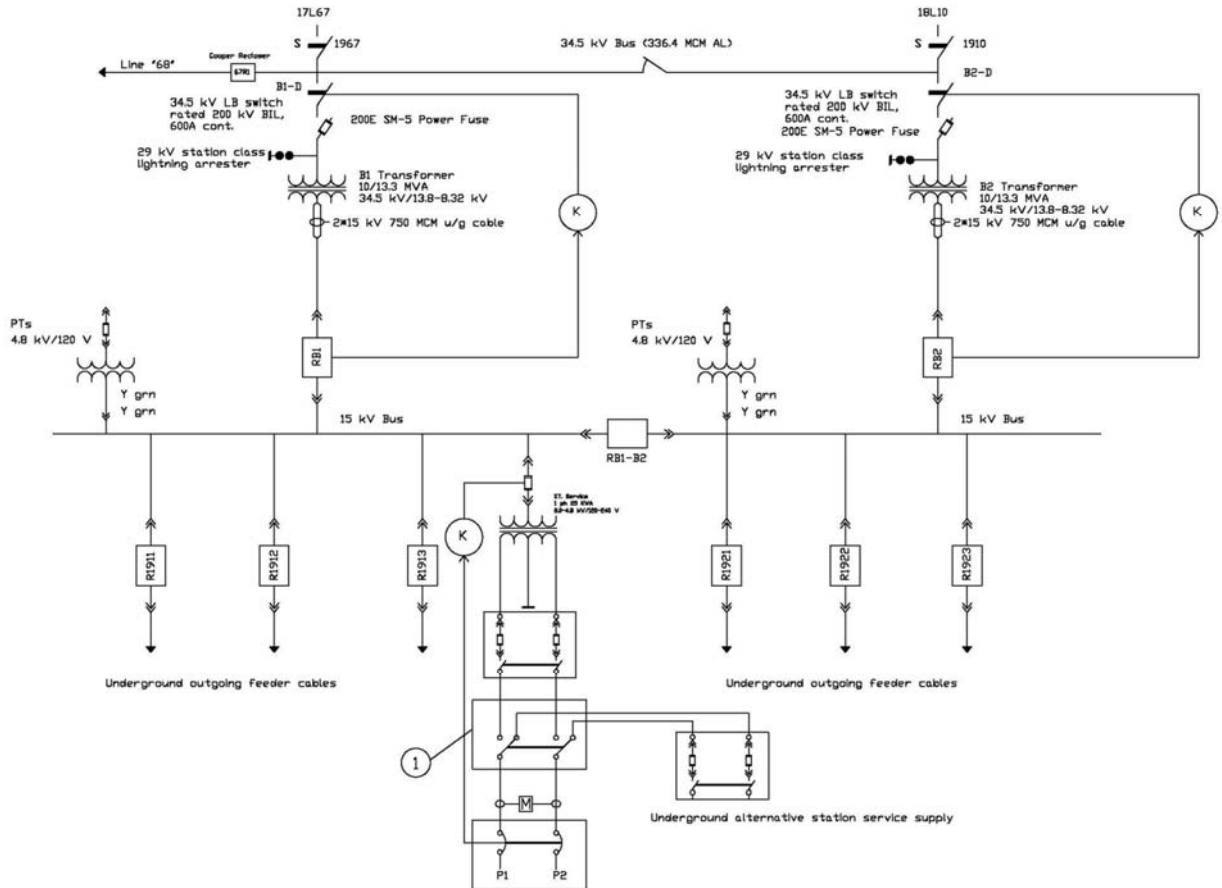 17L67
18L10
S
1967
S
1910
Cooper Recloser
34.5 kV Bus (336.4 MCM AL)
Line "68"
67R1
B1-D
B2-D
34.5 kV LB switch
rated 200 kV BIL,
600A cont.
200E SM-5 Power Fuse
34.5 kV LB switch
rated 200 kV BIL,
600A cont.
200E SM-5 Power Fuse
29 kV station class
lightning arrester
29 kV station class
lightning arrester
B1 Transformer
10/13.3 MVA
34.5 kV/13.8-8.32 kV
2*15 kV 750 MCM u/g cable
K
B2 Transformer
10/13.3 MVA
34.5 kV/13.8-8.32 kV
2*15 kV 750 MCM u/g cable
K
PTs
4.8 kV/120 V
RB1
PTs
4.8 kV/120 V
RB2
Y grn
Y grn
Y grn
Y grn
15 kV Bus
15 kV Bus
RB1-B2
ST. Service
K
R1911
R1912
R1913
R1921
R1922
R1923
Underground outgoing feeder cables
Underground outgoing feeder cables
1
M
Underground alternative station service supply
P1
P2